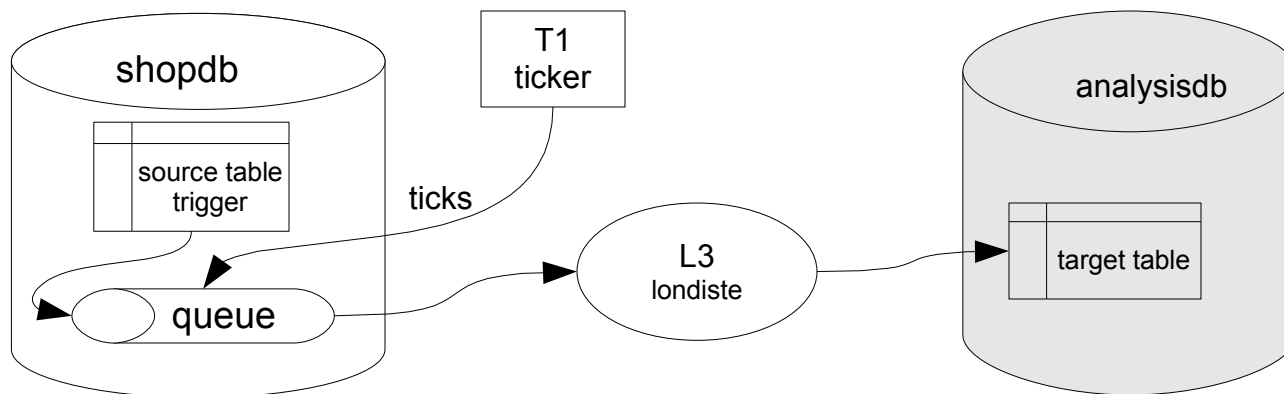 shopdb
source table
trigger
queue
T1
ticker
ticks
L3
londiste
analysisdb
target table